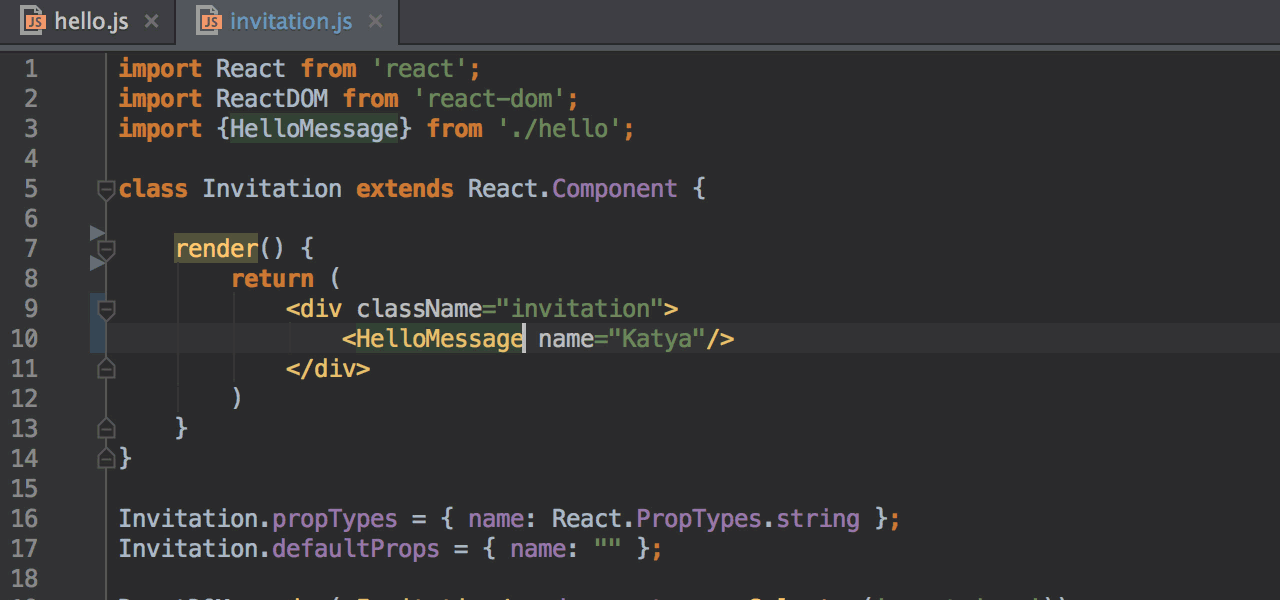 hello.js
invitation.js
1 import React from 'react';
2 import ReactDOM from 'react-dom';
3 import {HelloMessage} from './hello';
4
5 class Invitation extends React.Component {
6
7 render() {
8 return (
9 <div className="invitation">
10 <HelloMessage name="Katya"/>
11 </div>
12 )
13 }
14 }
15
16 Invitation.propTypes = { name: React.PropTypes.string };
17 Invitation.defaultProps = { name: "" };
18